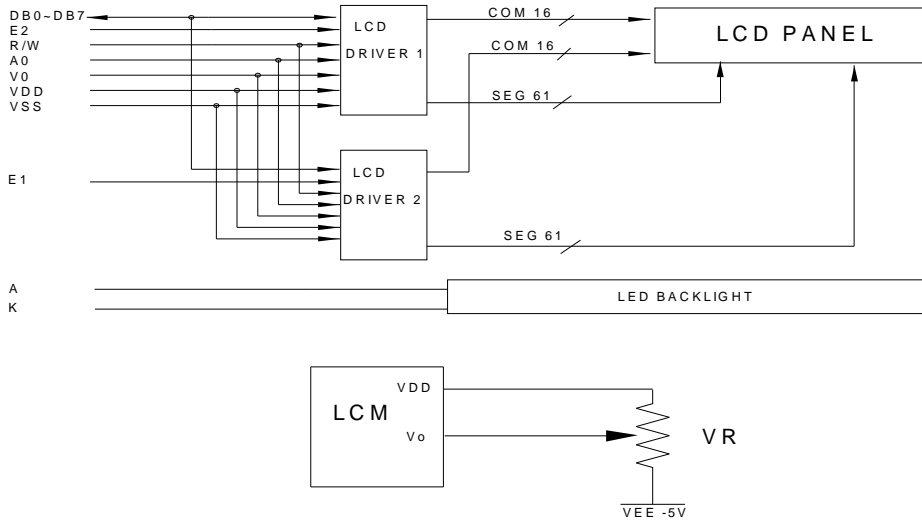 DB0~DB7
E2
R/W
A0
V0
VDD
VSS
LCD
DRIVER 1
COM 16
COM 16
SEG 61
LCD PANEL
E1
LCD
DRIVER 2
SEG 61
A
K
LED BACKLIGHT
VDD
LCM
Vo
VR
VEE -5V